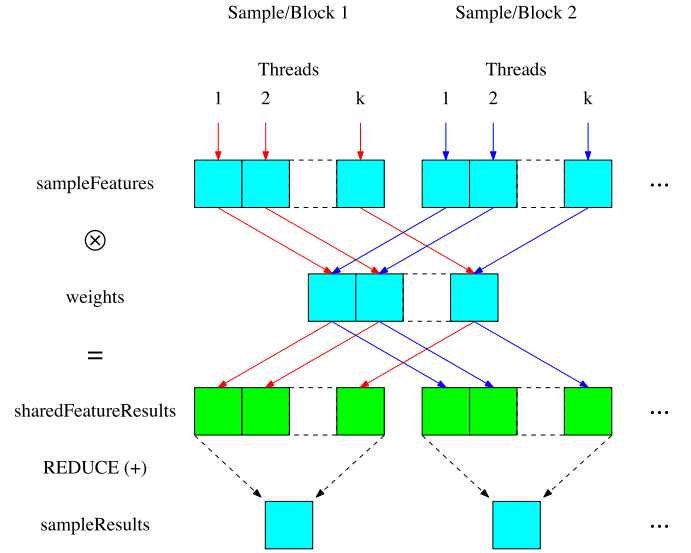 Sample/Block 1 Sample/Block 2
Threads Threads
1 2 k 1 2 k
sampleFeatures ...
⊗
weights
=
sharedFeatureResults ...
REDUCE (+)
sampleResults ...